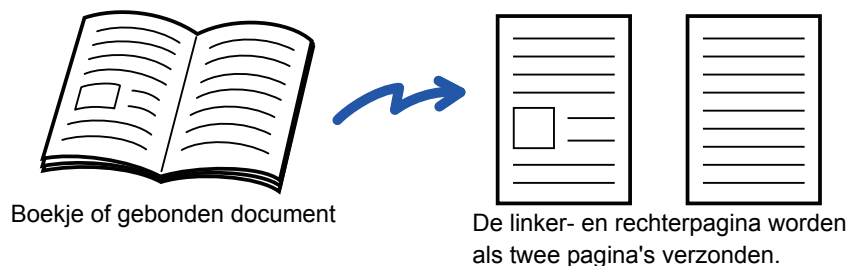 Boekje of gebonden document
De linker- en rechterpagina worden
als twee pagina's verzonden.